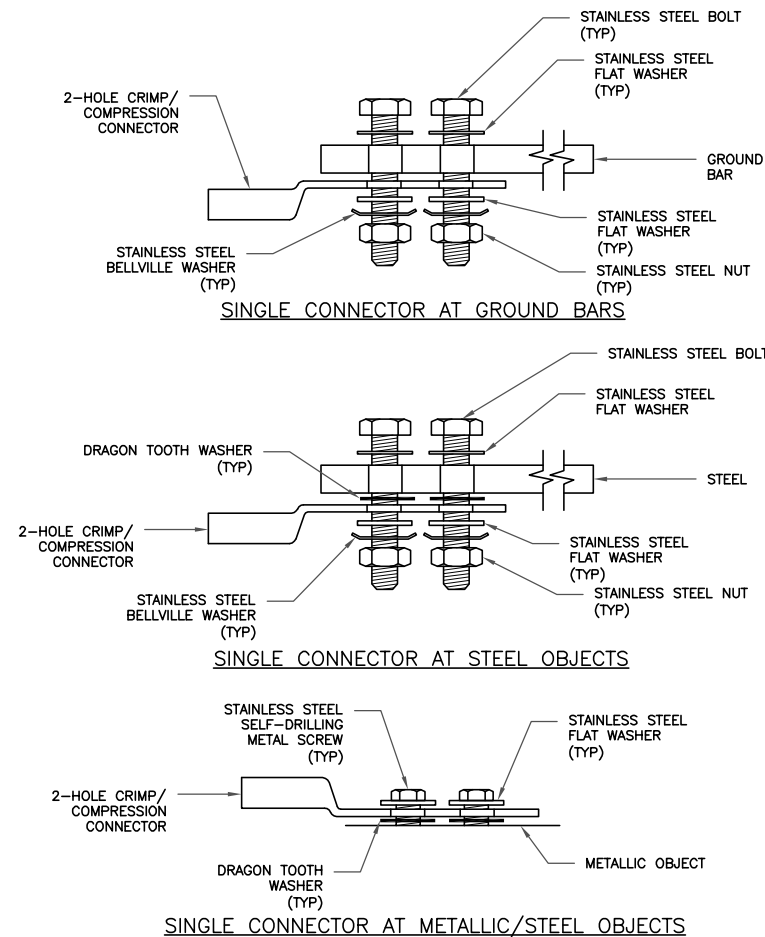 STAINLESS STEEL BOLT
(TYP)
STAINLESS STEEL
FLAT WASHER
(TYP)
2-HOLE CRIMP/
COMPRESSION
CONNECTOR
GROUND
BAR
STAINLESS STEEL
FLAT WASHER
(TYP)
STAINLESS STEEL
BELLVILLE WASHER
(TYP)
STAINLESS STEEL NUT
(TYP)
SINGLE CONNECTOR AT GROUND BARS
STAINLESS STEEL BOLT
STAINLESS STEEL
FLAT WASHER
DRAGON TOOTH WASHER
(TYP)
STEEL
2-HOLE CRIMP/
COMPRESSION
CONNECTOR
STAINLESS STEEL
FLAT WASHER
(TYP)
STAINLESS STEEL NUT
(TYP)
STAINLESS STEEL
BELLVILLE WASHER
(TYP)
SINGLE CONNECTOR AT STEEL OBJECTS
STAINLESS STEEL
SELF-DRILLING
METAL SCREW
(TYP)
STAINLESS STEEL
FLAT WASHER
(TYP)
2-HOLE CRIMP/
COMPRESSION
CONNECTOR
DRAGON TOOTH
WASHER
(TYP)
METALLIC OBJECT
SINGLE CONNECTOR AT METALLIC/STEEL OBJECTS